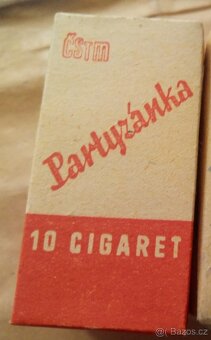 ČSTM
Partyzánka
10 CIGARET
Bazos.cz